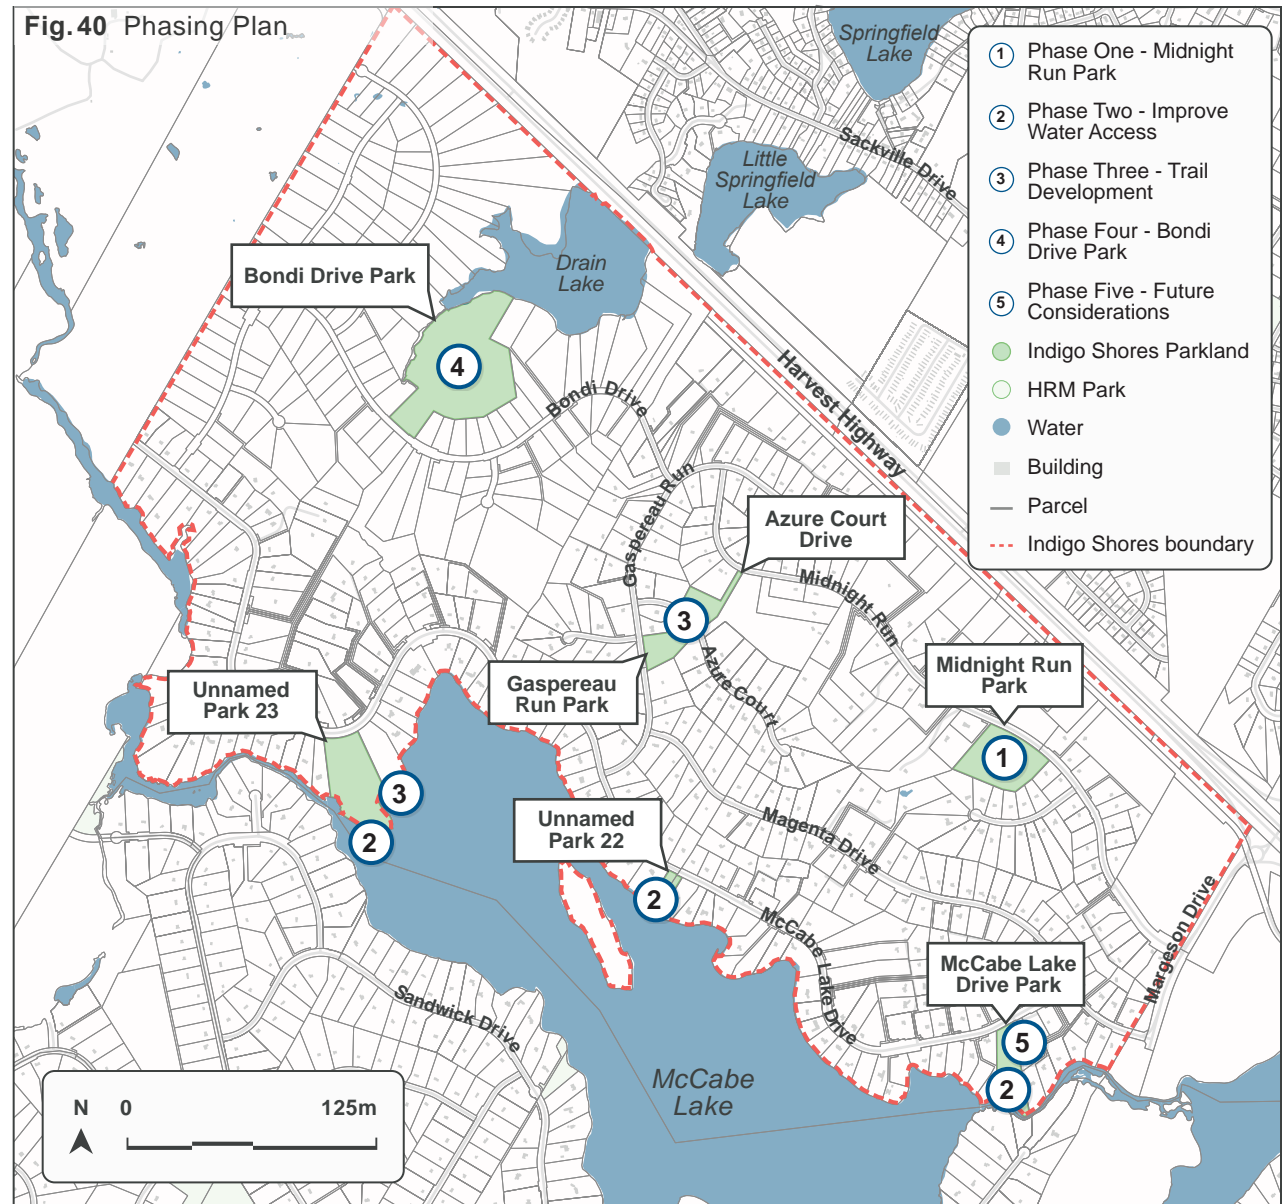 Fig. 40 Phasing Plan
Springfield
Lake
Little
Springfield
Lake
Sackville Drive
1 Phase One - Midnight
Run Park
2 Phase Two - Improve
Water Access
3 Phase Three - Trail
Development
4 Phase Four - Bondi
Drive Park
5 Phase Five - Future
Considerations
Indigo Shores Parkland
HRM Park
Water
Building
Parcel
Indigo Shores boundary
Drain
Lake
Bondi Drive Park
4
Bondi Drive
Harvest Highway
Gaspereau Run
Azure Court
Drive
Midnight Run
3
Azure Court
Gaspereau
Run Park
Midnight Run
Park
1
Unnamed
Park 23
3
2
Unnamed
Park 22
2
Magenta Drive
McCabe Lake Drive
Margeson Drive
McCabe Lake
Drive Park
5
2
Sandwick Drive
McCabe
Lake
N 0 125m